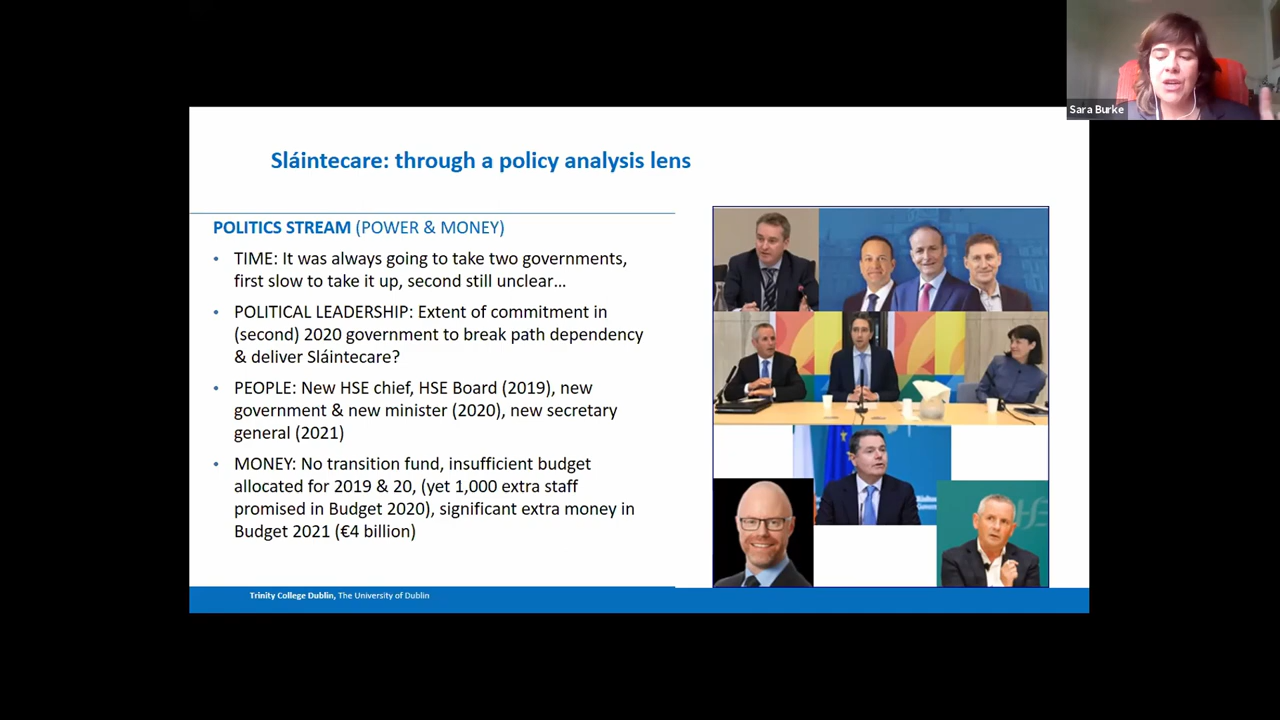 Sara Burke
Sláintecare: through a policy analysis lens
POLITICS STREAM (POWER & MONEY)
• TIME: It was always going to take two governments,
first slow to take it up, second still unclear…
• POLITICAL LEADERSHIP: Extent of commitment in
(second) 2020 government to break path dependency
& deliver Sláintecare?
• PEOPLE: New HSE chief, HSE Board (2019), new
government & new minister (2020), new secretary
general (2021)
• MONEY: No transition fund, insufficient budget
allocated for 2019 & 20, (yet 1,000 extra staff
promised in Budget 2020), significant extra money in
Budget 2021 (€4 billion)
Trinity College Dublin, The University of Dublin